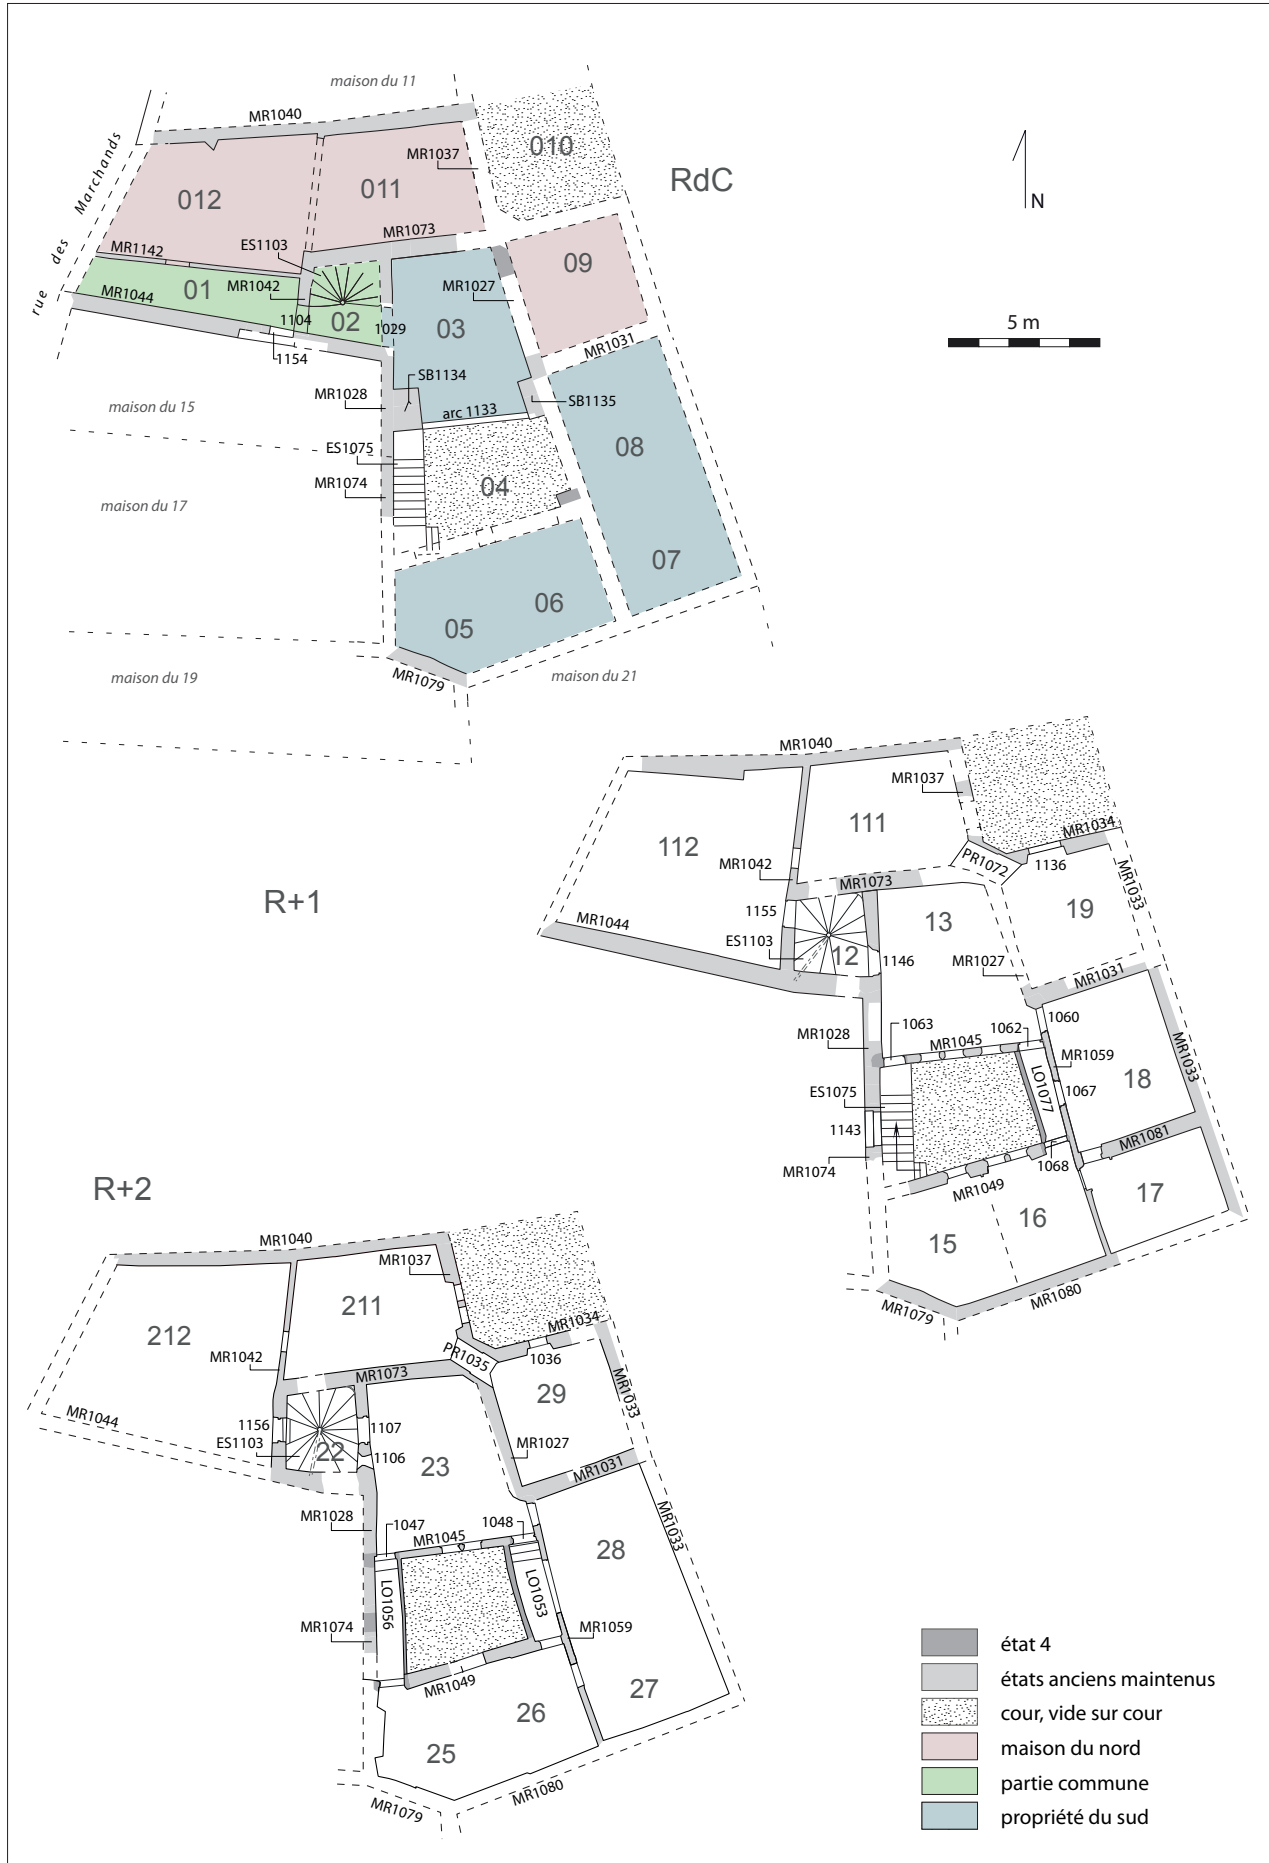 maison du 11
MR1040
rue des Marchands
MR1037
010
RdC
N
012
011
MR1073
ES1103
MR1142
09
01
MR1042
MR1027
MR1044
1104
02
1029
03
5 m
1154
MR1031
SB1134
MR1028
SB1135
maison du 15
arc 1133
ES1075
08
MR1074
04
maison du 17
07
06
05
maison du 19
MR1079
maison du 21
MR1040
MR1037
111
MR1034
112
PR1072
1136
MR1042
MR1073
R+1
MR1033
1155
13
19
MR1044
ES1103
12
1146
MR1027
MR1031
1063
1062
1060
MR1028
MR1045
MR1059
MR1033
ES1075
LO1077
1067
18
1143
MR1081
1068
MR1074
MR1049
17
16
15
MR1079
MR1080
R+2
MR1040
MR1037
211
MR1034
212
PR1035
1036
MR1042
MR1073
MR1033
29
MR1044
1156
1107
ES1103
22
1106
23
MR1027
MR1031
MR1028
1047
1048
MR1045
MR1033
28
LO1056
LO1053
MR1074
MR1059
MR1049
27
26
25
MR1079
MR1080
état 4
états anciens maintenus
cour, vide sur cour
maison du nord
partie commune
propriété du sud